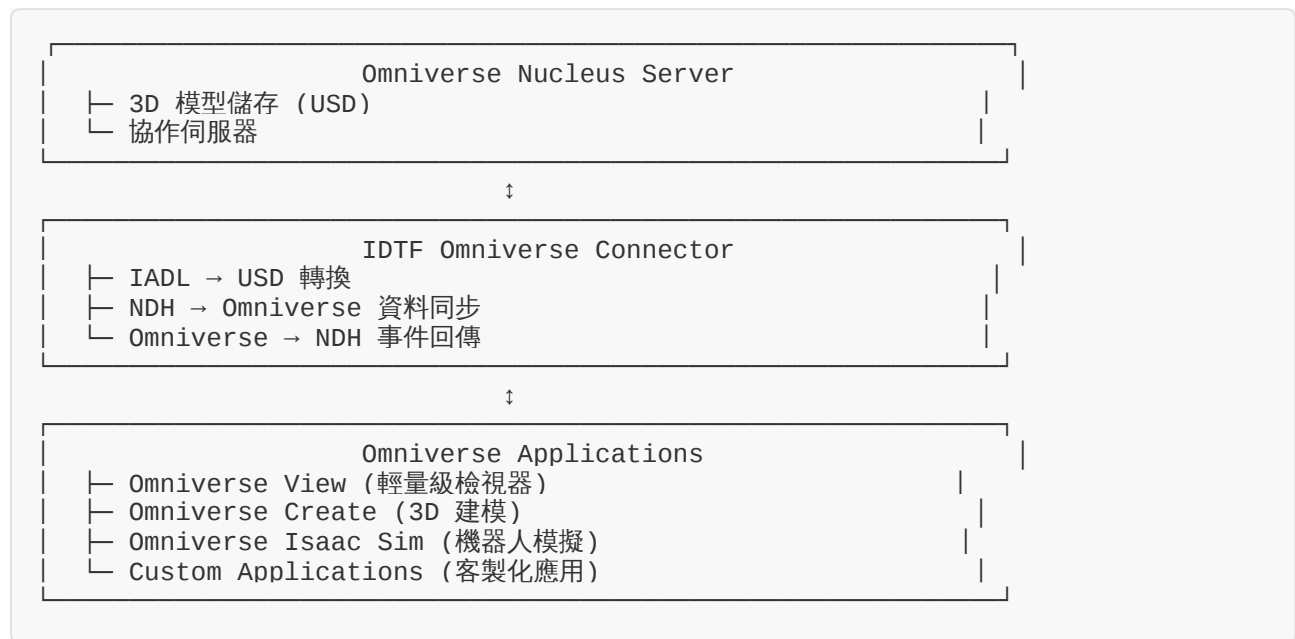 Omniverse Nucleus Server
├─ 3D 模型儲存 (USD)
└─ 協作伺服器
↕
IDTF Omniverse Connector
├─ IADL → USD 轉換
├─ NDH → Omniverse 資料同步
└─ Omniverse → NDH 事件回傳
↕
Omniverse Applications
├─ Omniverse View (輕量級檢視器)
├─ Omniverse Create (3D 建模)
├─ Omniverse Isaac Sim (機器人模擬)
└─ Custom Applications (客製化應用)